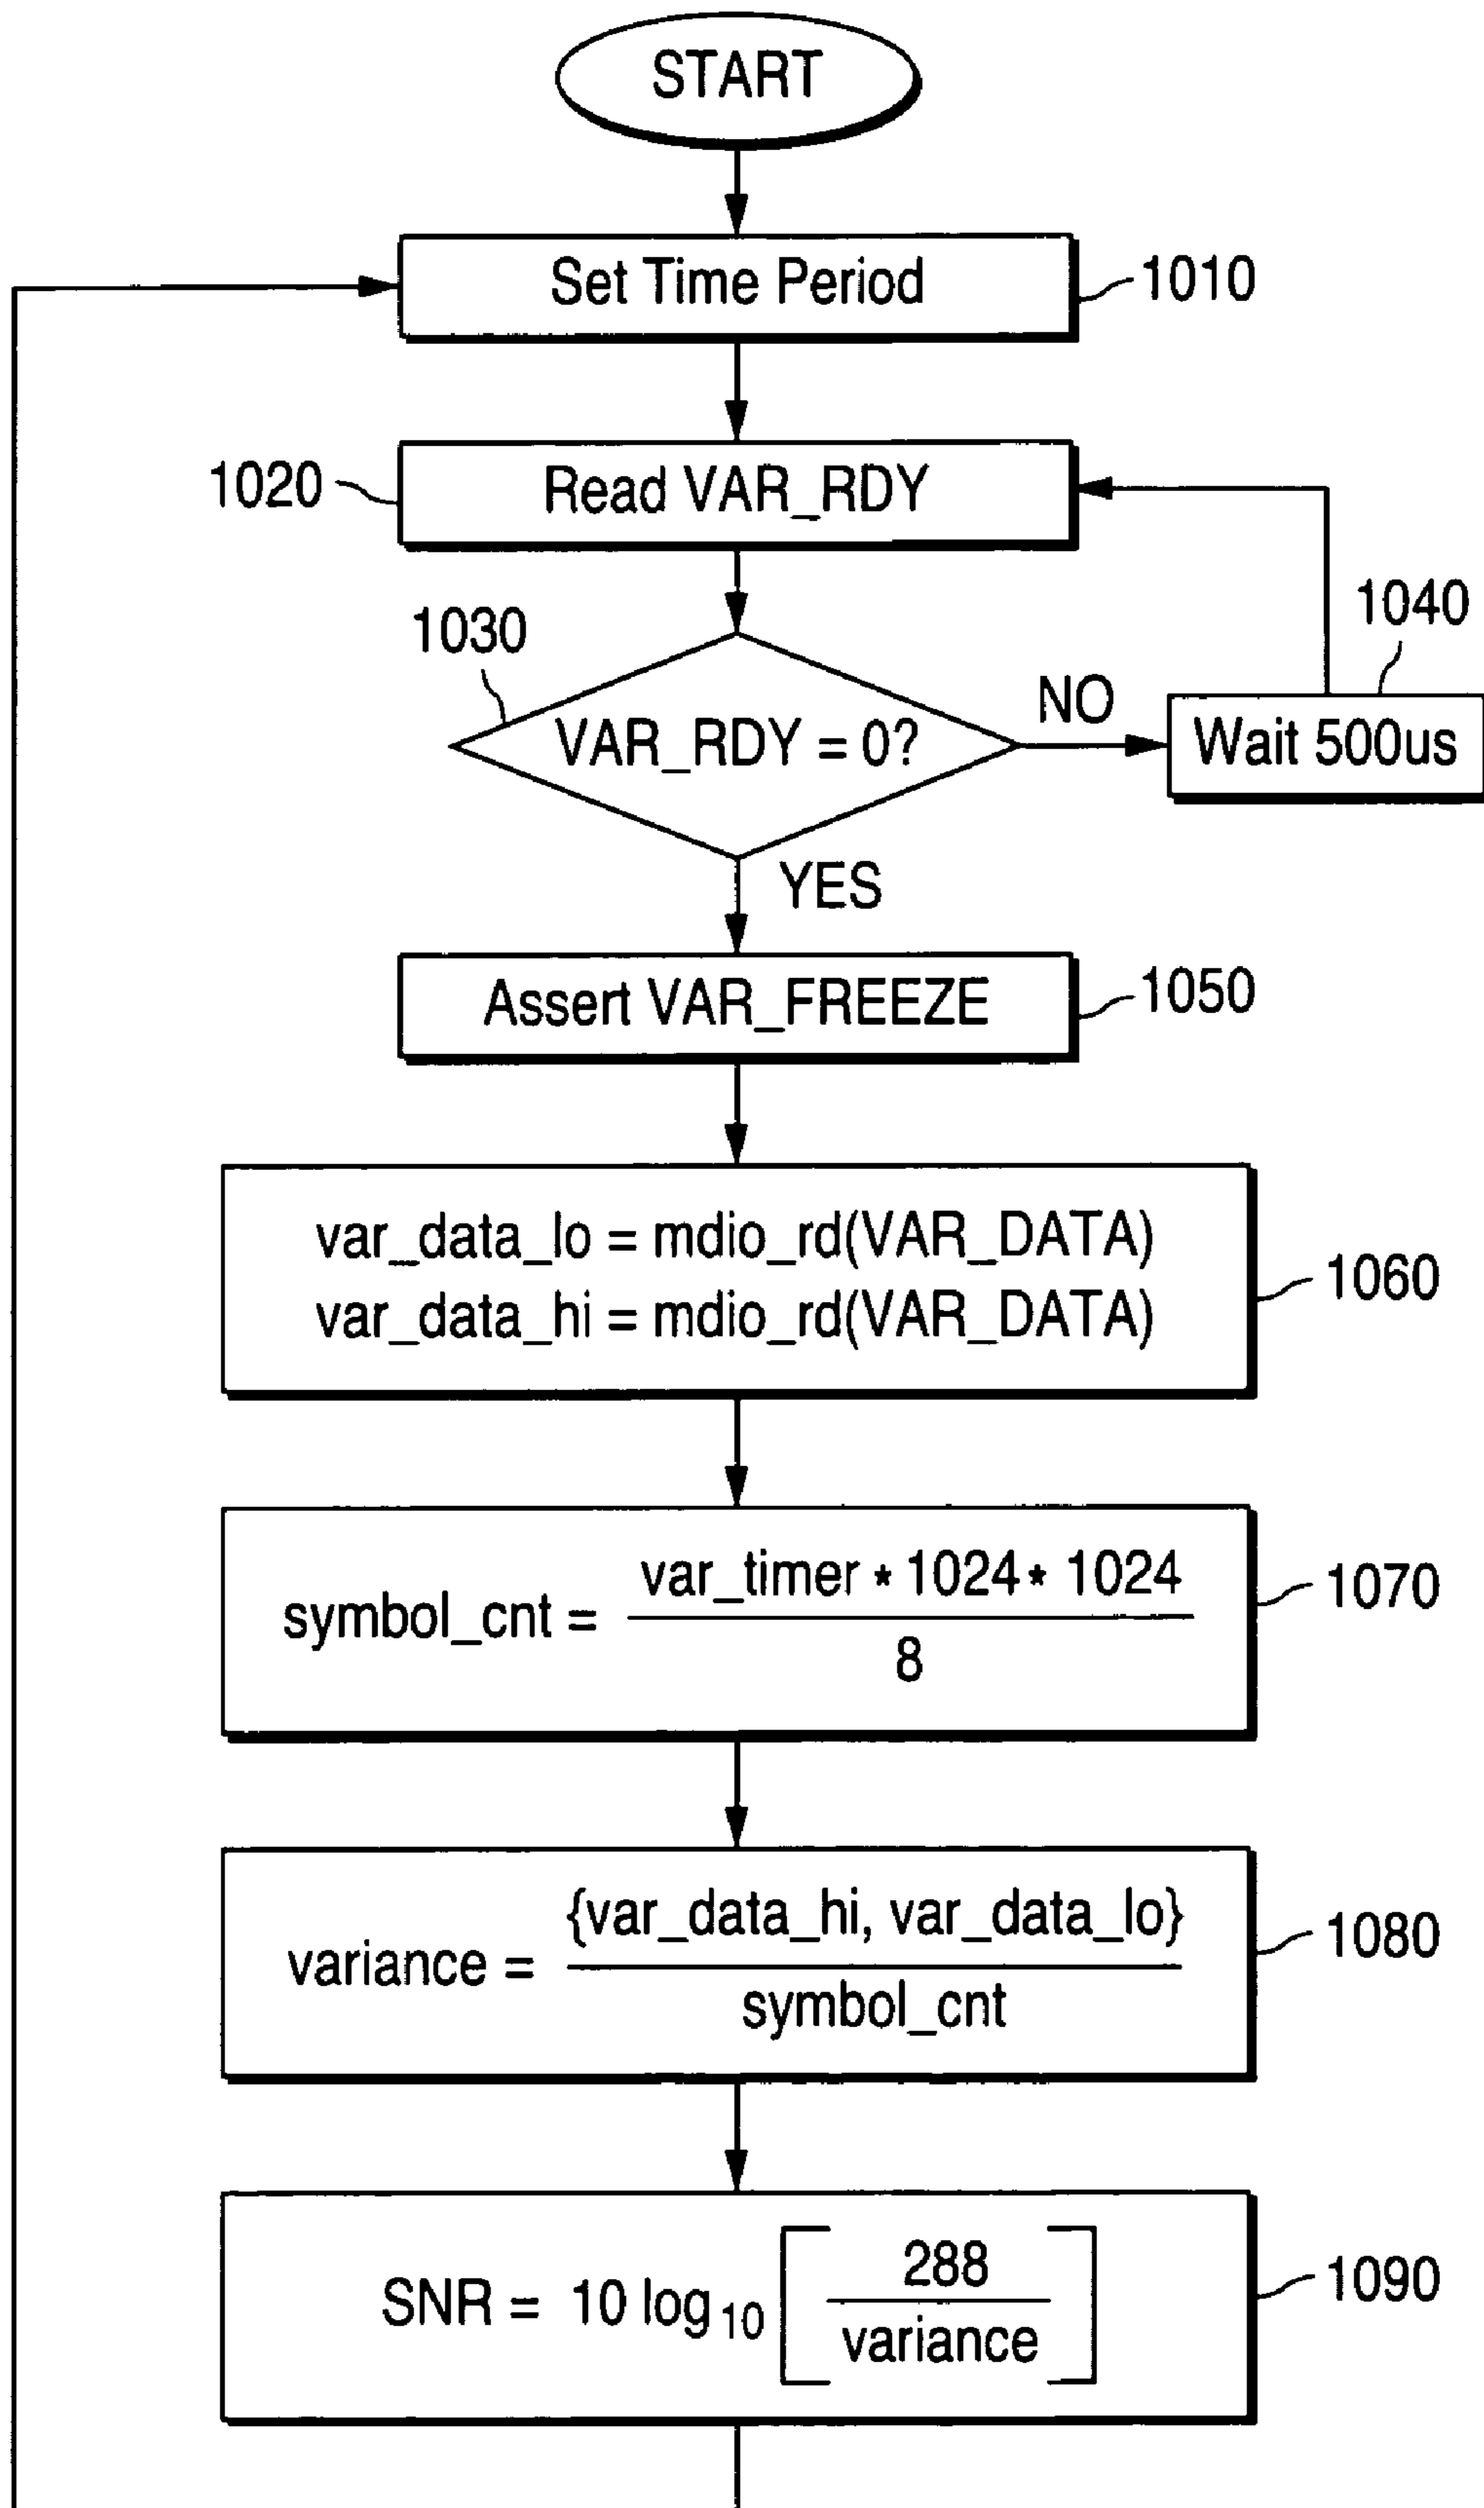 START
Set Time Period
1010
1020
Read VAR_RDY
1030
1040
VAR_RDY = 0?
NO
Wait 500us
YES
Assert VAR_FREEZE
1050
var_data_lo = mdio_rd(VAR_DATA)
var_data_hi = mdio_rd(VAR_DATA)
1060
symbol_cnt = var_timer * 1024 * 1024
8
1070
variance = {var_data_hi, var_data_lo}
symbol_cnt
1080
SNR = 10 log10 [ 288
variance ]
1090